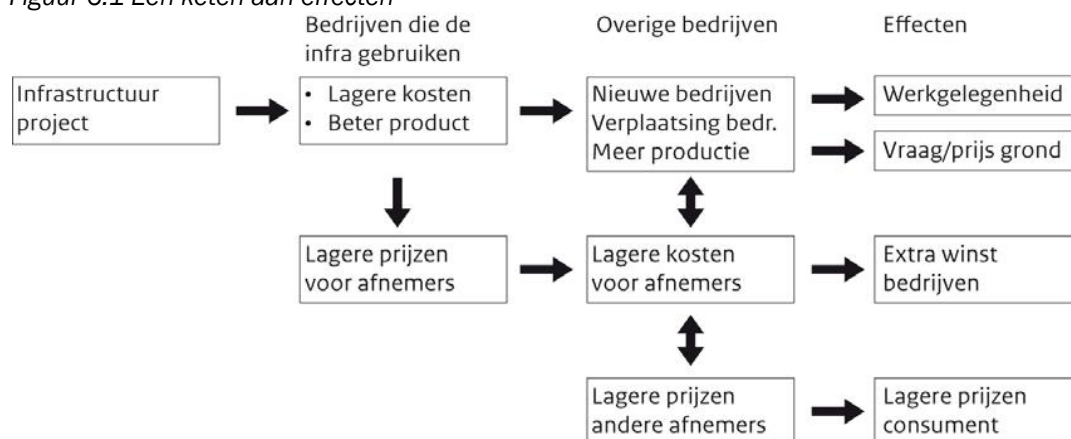 Figuur 6.1 Een keten aan effecten
Bedrijven die de
infra gebruiken
Overige bedrijven
Effecten
Infrastructuur
project
• Lagere kosten
• Beter product
Nieuwe bedrijven
Verplaatsing bedr.
Meer productie
Werkgelegenheid
Vraag/prijs grond
Lagere prijzen
voor afnemers
Lagere kosten
voor afnemers
Extra winst
bedrijven
Lagere prijzen
andere afnemers
Lagere prijzen
consument